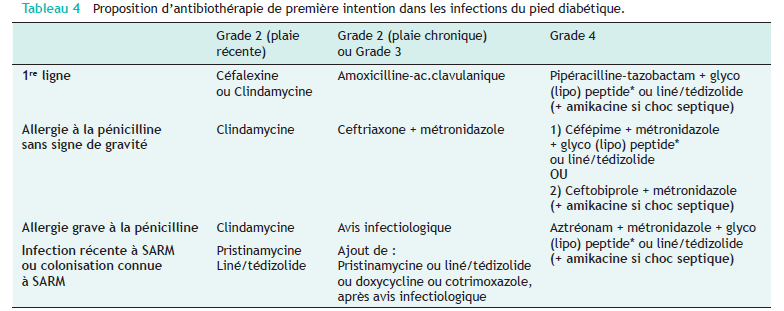 Tableau 4 Proposition d'antibiothérapie de première intention dans les infections du pied diabétique.
Grade 2 (plaie récente)
Grade 2 (plaie chronique) ou Grade 3
Grade 4
1re ligne
Céfalexine
ou Clindamycine
Amoxicilline-ac.clavulanique
Pipéracilline-tazobactam + glyco
(lipo) peptide* ou liné/tédizolide
(+ amikacine si choc septique)
Allergie à la pénicilline
sans signe de gravité
Clindamycine
Ceftriaxone + métronidazole
1) Céfépime + métronidazole
+ glyco (lipo) peptide*
ou liné/tédizolide
OU
2) Ceftobiprole + métronidazole
(+ amikacine si choc septique)
Allergie grave à la pénicilline
Clindamycine
Avis infectiologique
Aztréonam + métronidazole + glyco
(lipo) peptide* ou liné/tédizolide
(+ amikacine si choc septique)
Infection récente à SARM
ou colonisation connue
à SARM
Pristinamycine
Liné/tédizolide
Ajout de :
Pristinamycine ou liné/tédizolide
ou doxycycline ou cotrimoxazole,
après avis infectiologique